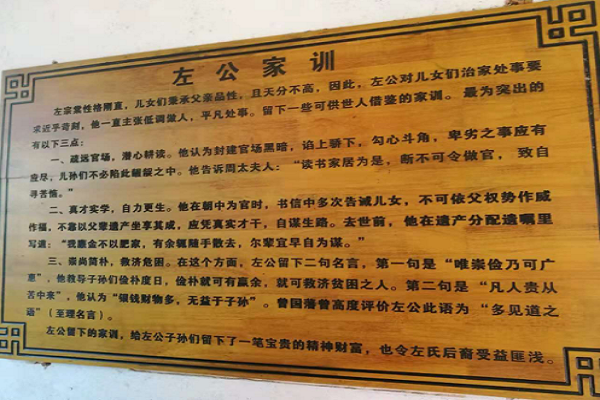 左公家训
左宗棠性格刚直，儿女们秉承父亲品性，且天分不高，因此，左公对儿女们治家处事要
求近乎苛刻。他一直主张低调做人，平凡处事。留下一些可供世人借鉴的家训。最为突出的
有以下三点：
一、疏远官场，潜心耕读。他认为封建官场黑暗，谄上骄下，勾心斗角，卑劣之事应有
应尽，儿孙们不必陷此龌龊之中。他告诉周太夫人：“读书家居为是，断不可令做官，致自
寻苦恼。”
二、真才实学，自力更生。他在朝中为官时，书信中多次告诫儿女，不可依父权势作威
作福，不靠以父辈遗产坐享其成，应凭真实才干，自谋生路。去世前，他在遗产分配遗嘱里
写道：“我廉金不以肥家，有余辄随手散去，尔辈宜早自为谋。”
三、崇尚简朴，救济危困。在这个方面，左公留下二句名言，第一句是“唯崇俭乃可广
惠”，他教导子孙们俭朴度日，俭朴就可有赢余，就可救济贫困之人。第二句是“凡人贵从
苦中来”，他认为“银钱财物多，无益于子孙”。曾国藩曾高度评价左公此语为“多见道之
语”（至理名言）。
左公留下的家训，给左公子孙们留下了一笔宝贵的精神财富，也令左氏后裔受益匪浅。